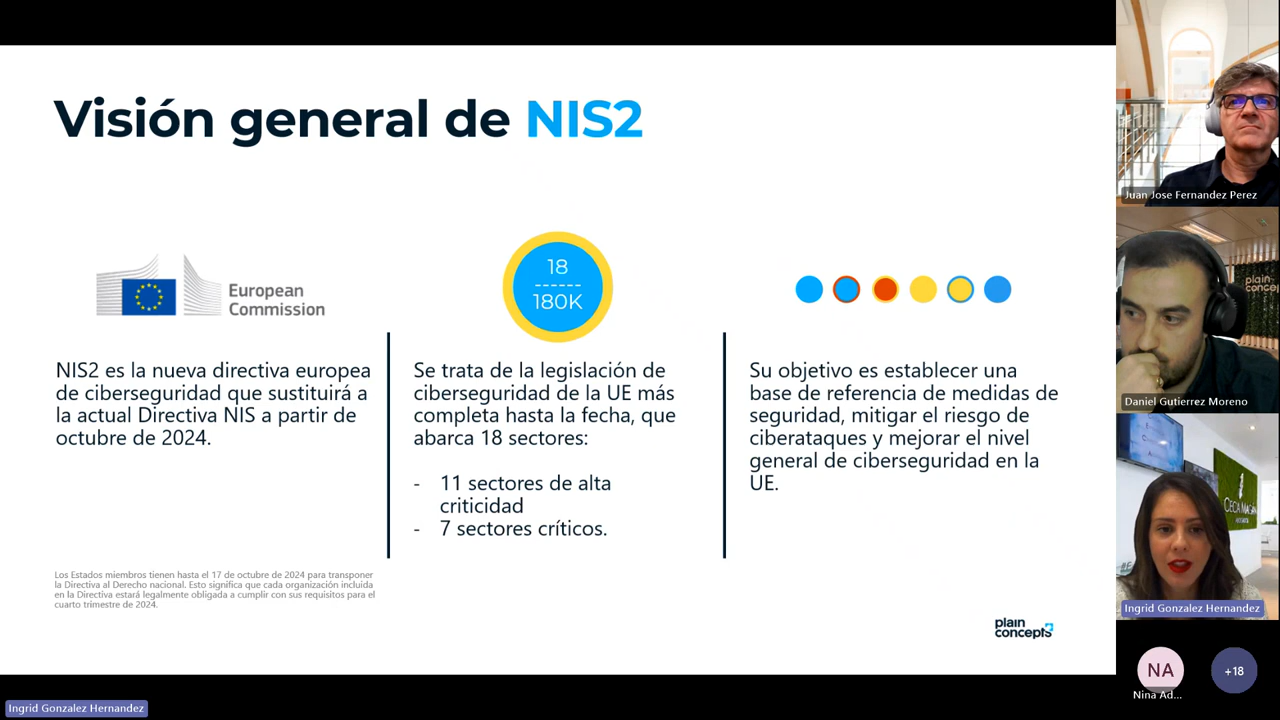 Visión general de NIS2
European
Commission
18
------
180K
NIS2 es la nueva directiva europea
de ciberseguridad que sustituirá a
la actual Directiva NIS a partir de
octubre de 2024.
Se trata de la legislación de
ciberseguridad de la UE más
completa hasta la fecha, que
abarca 18 sectores:
- 11 sectores de alta
criticidad
- 7 sectores críticos.
Su objetivo es establecer una
base de referencia de medidas de
seguridad, mitigar el riesgo de
ciberataques y mejorar el nivel
general de ciberseguridad en la
UE.
Los Estados miembros tienen hasta el 17 de octubre de 2024 para transponer
la Directiva al Derecho nacional. Esto significa que cada organización incluida
en la Directiva estará legalmente obligada a cumplir con sus requisitos para el
cuarto trimestre de 2024.
plain
concepts
Juan Jose Fernandez Perez
plain
concep
Daniel Gutierrez Moreno
CECA MAGÁN
Ingrid Gonzalez Hernandez
NA
Nina Ad...
+18
Ingrid Gonzalez Hernandez